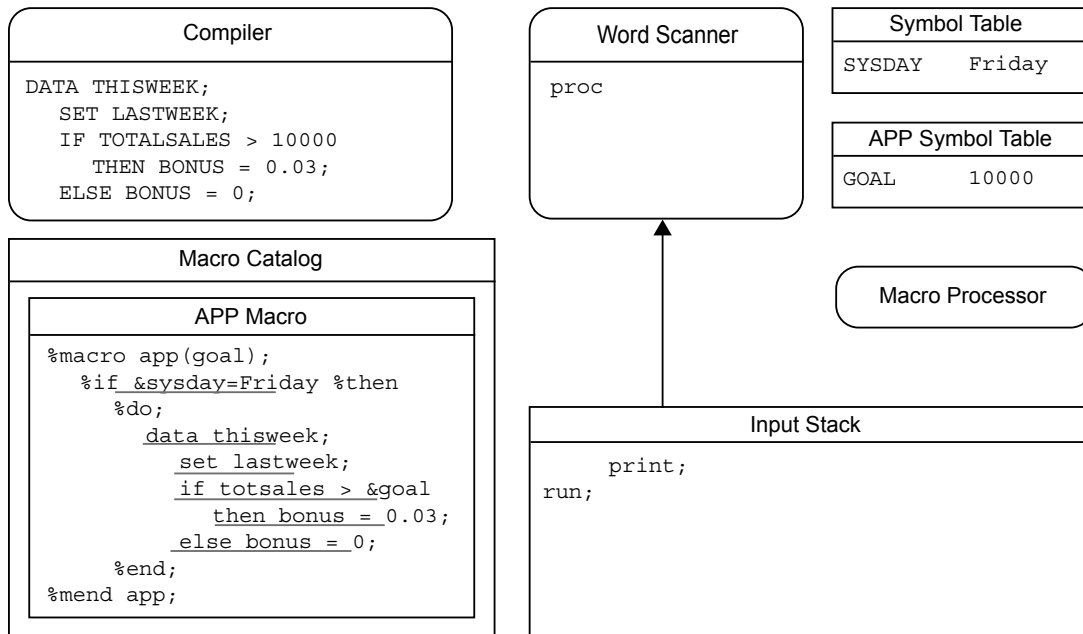 Compiler
DATA THISWEEK;
SET LASTWEEK;
IF TOTALSALES > 10000
THEN BONUS = 0.03;
ELSE BONUS = 0;
Word Scanner
proc
Symbol Table
SYSDAY Friday
APP Symbol Table
GOAL 10000
Macro Catalog
APP Macro
%macro app(goal);
%if &sysday=Friday %then
%do;
data thisweek;
set lastweek;
if totsales > &goal
then bonus = 0.03;
else bonus = 0;
%end;
%mend app;
Macro Processor
Input Stack
print;
run;